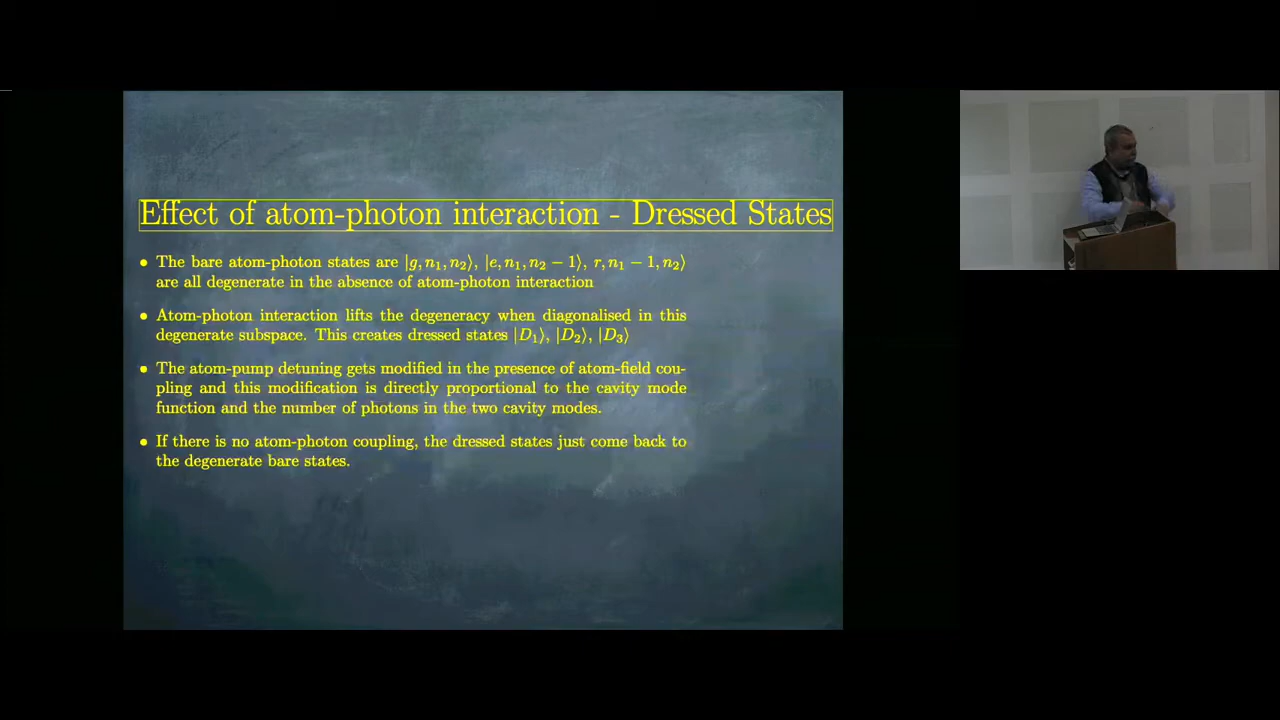 Effect of atom-photon interaction - Dressed States
• The bare atom-photon states are |g, n₁, n₂⟩, |e, n₁, n₂ − 1⟩, r, n₁ − 1, n₂⟩
are all degenerate in the absence of atom-photon interaction
• Atom-photon interaction lifts the degeneracy when diagonalised in this
degenerate subspace. This creates dressed states |D₁⟩, |D₂⟩, |D₃⟩
• The atom-pump detuning gets modified in the presence of atom-field cou-
pling and this modification is directly proportional to the cavity mode
function and the number of photons in the two cavity modes.
• If there is no atom-photon coupling, the dressed states just come back to
the degenerate bare states.